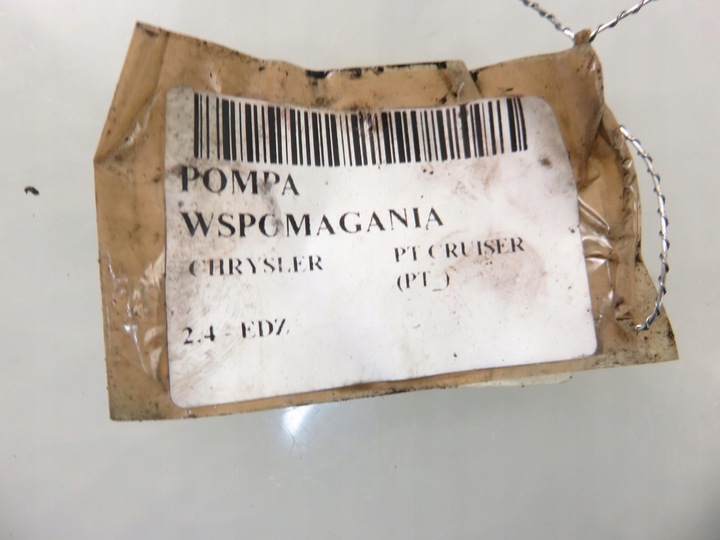 POMPA
WSPOMAGANIA
CHRYSLER PT CRUISER
(PT_)
2.4 - EDZ